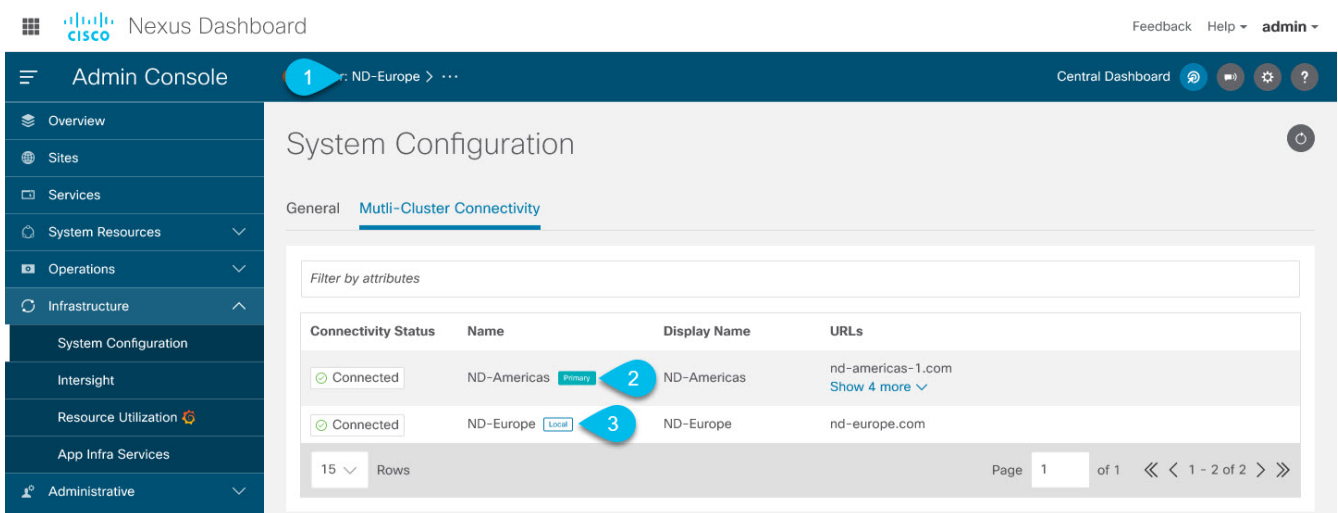 cisco Nexus Dashboard
Feedback Help admin
Admin Console
1 r: ND-Europe > ···
Central Dashboard ?
Overview
Sites
Services
System Resources
Operations
Infrastructure
System Configuration
Intersight
Resource Utilization
App Infra Services
Administrative
System Configuration
General Mutli-Cluster Connectivity
Filter by attributes
Connectivity Status Name Display Name URLs
Connected ND-Americas Primary 2 ND-Americas nd-americas-1.com
Show 4 more
Connected ND-Europe Local 3 ND-Europe nd-europe.com
15 Rows Page 1 of 1 1 - 2 of 2